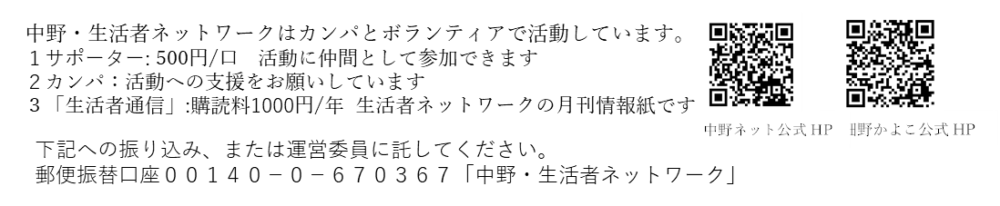 中野・生活者ネットワークはカンパとボランティアで活動しています。
１サポーター: 500円/口　活動に仲間として参加できます
２カンパ：活動への支援をお願いしています
３「生活者通信」:購読料1000円/年  生活者ネットワークの月刊情報紙です
中野ネット公式 HP
野かよこ公式 HP
下記への振り込み、または運営委員に託してください。
郵便振替口座００１４０－０－６７０３６７「中野・生活者ネットワーク」